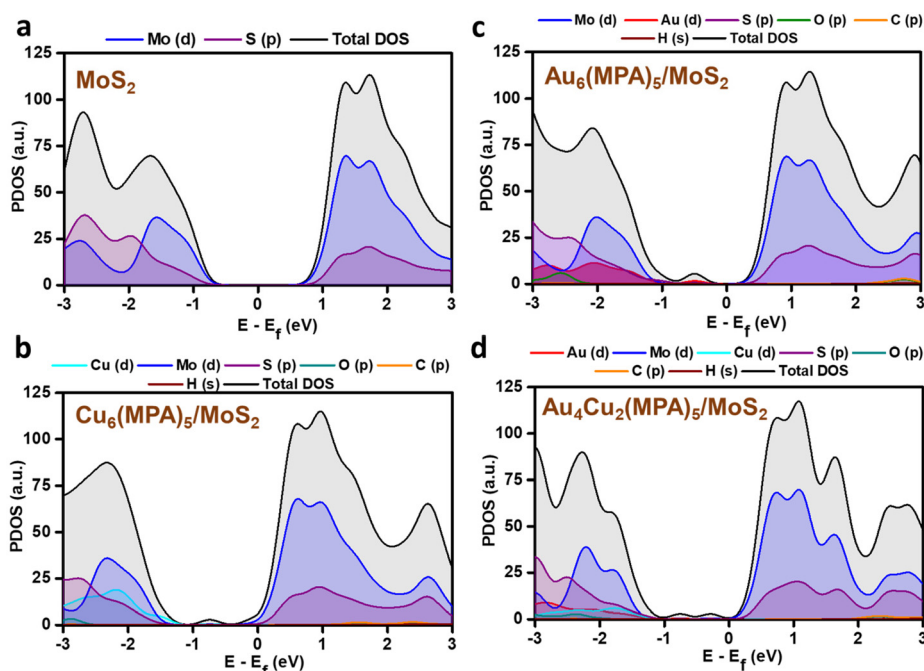 a
Mo (d) S (p) Total DOS
MoS₂
PDOS (a.u.)
125
100
75
50
25
0
-3 -2 -1 0 1 2 3
E - E_f (eV)
b
Cu (d) Mo (d) S (p) O (p) C (p)
H (s) Total DOS
Cu₆(MPA)₅/MoS₂
PDOS (a.u.)
125
100
75
50
25
0
-3 -2 -1 0 1 2 3
E - E_f (eV)
c
Mo (d) Au (d) S (p) O (p) C (p)
H (s) Total DOS
Au₆(MPA)₅/MoS₂
PDOS (a.u.)
125
100
75
50
25
0
-3 -2 -1 0 1 2 3
E - E_f (eV)
d
Au (d) Mo (d) Cu (d) S (p) O (p)
C (p) H (s) Total DOS
Au₄Cu₂(MPA)₅/MoS₂
PDOS (a.u.)
125
100
75
50
25
0
-3 -2 -1 0 1 2 3
E - E_f (eV)